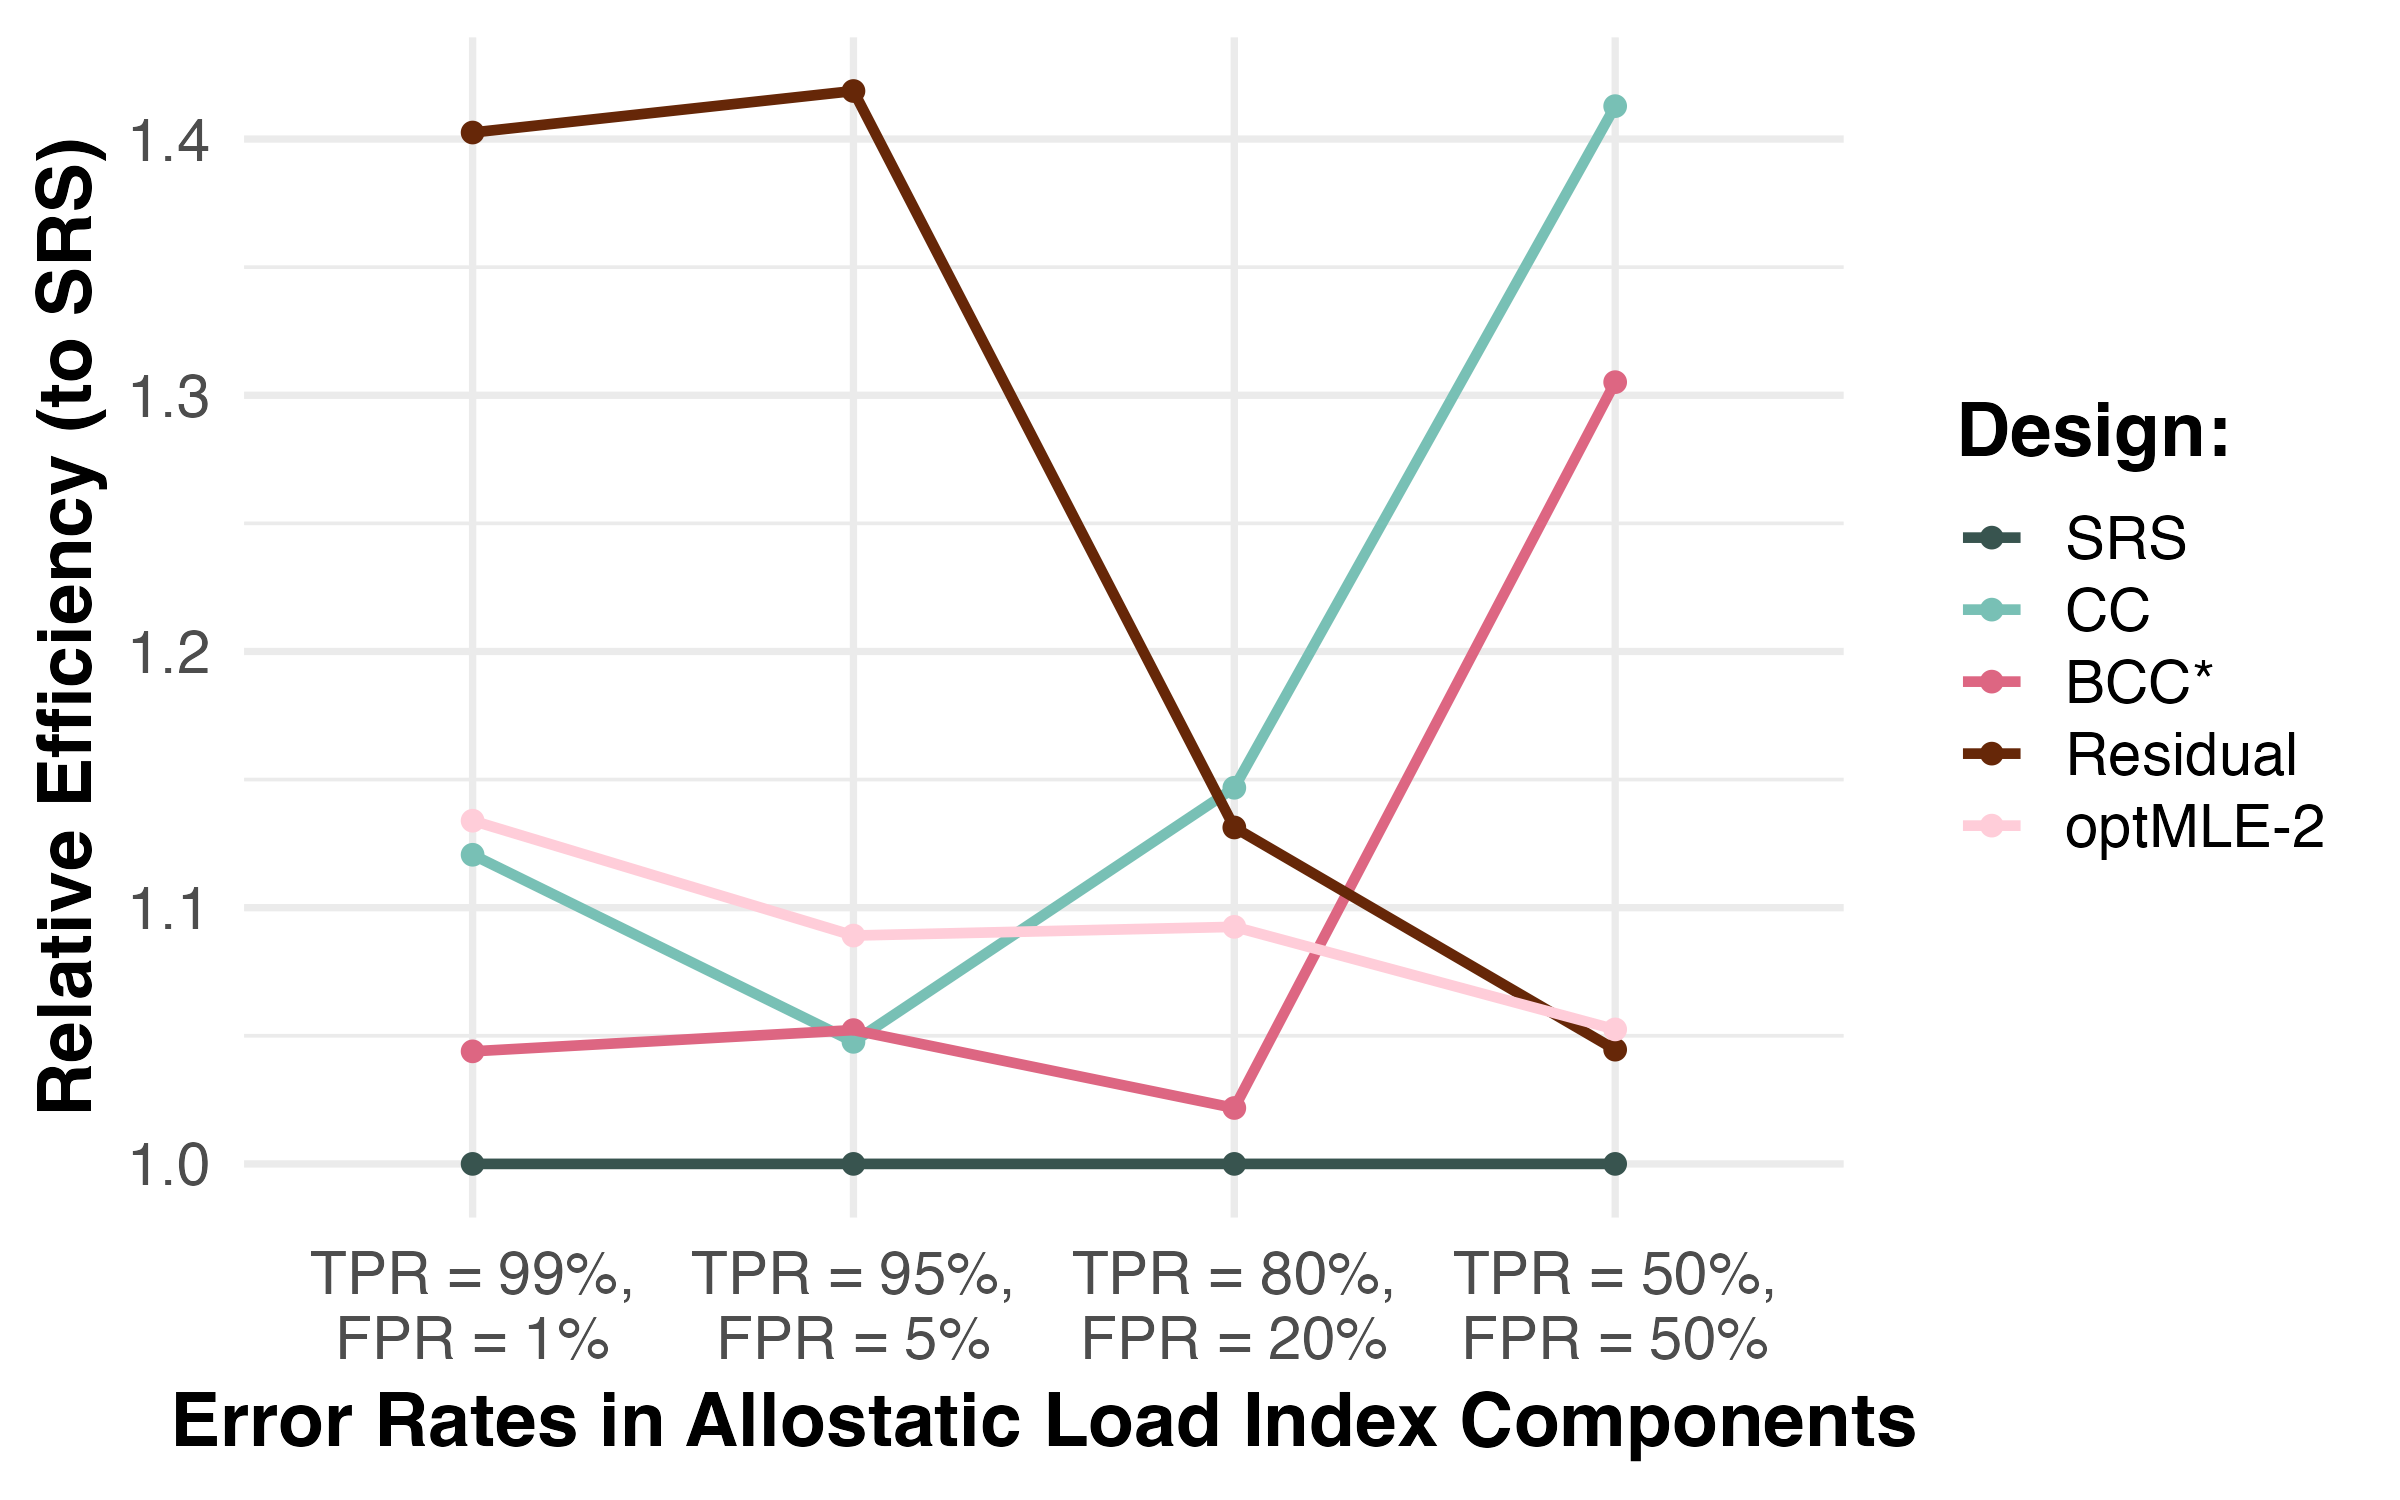 Relative Efficiency (to SRS)
1.4
1.3
1.2
1.1
1.0
TPR = 99%,
FPR = 1%
TPR = 95%,
FPR = 5%
TPR = 80%,
FPR = 20%
TPR = 50%,
FPR = 50%
Error Rates in Allostatic Load Index Components
Design:
SRS
CC
BCC*
Residual
optMLE-2